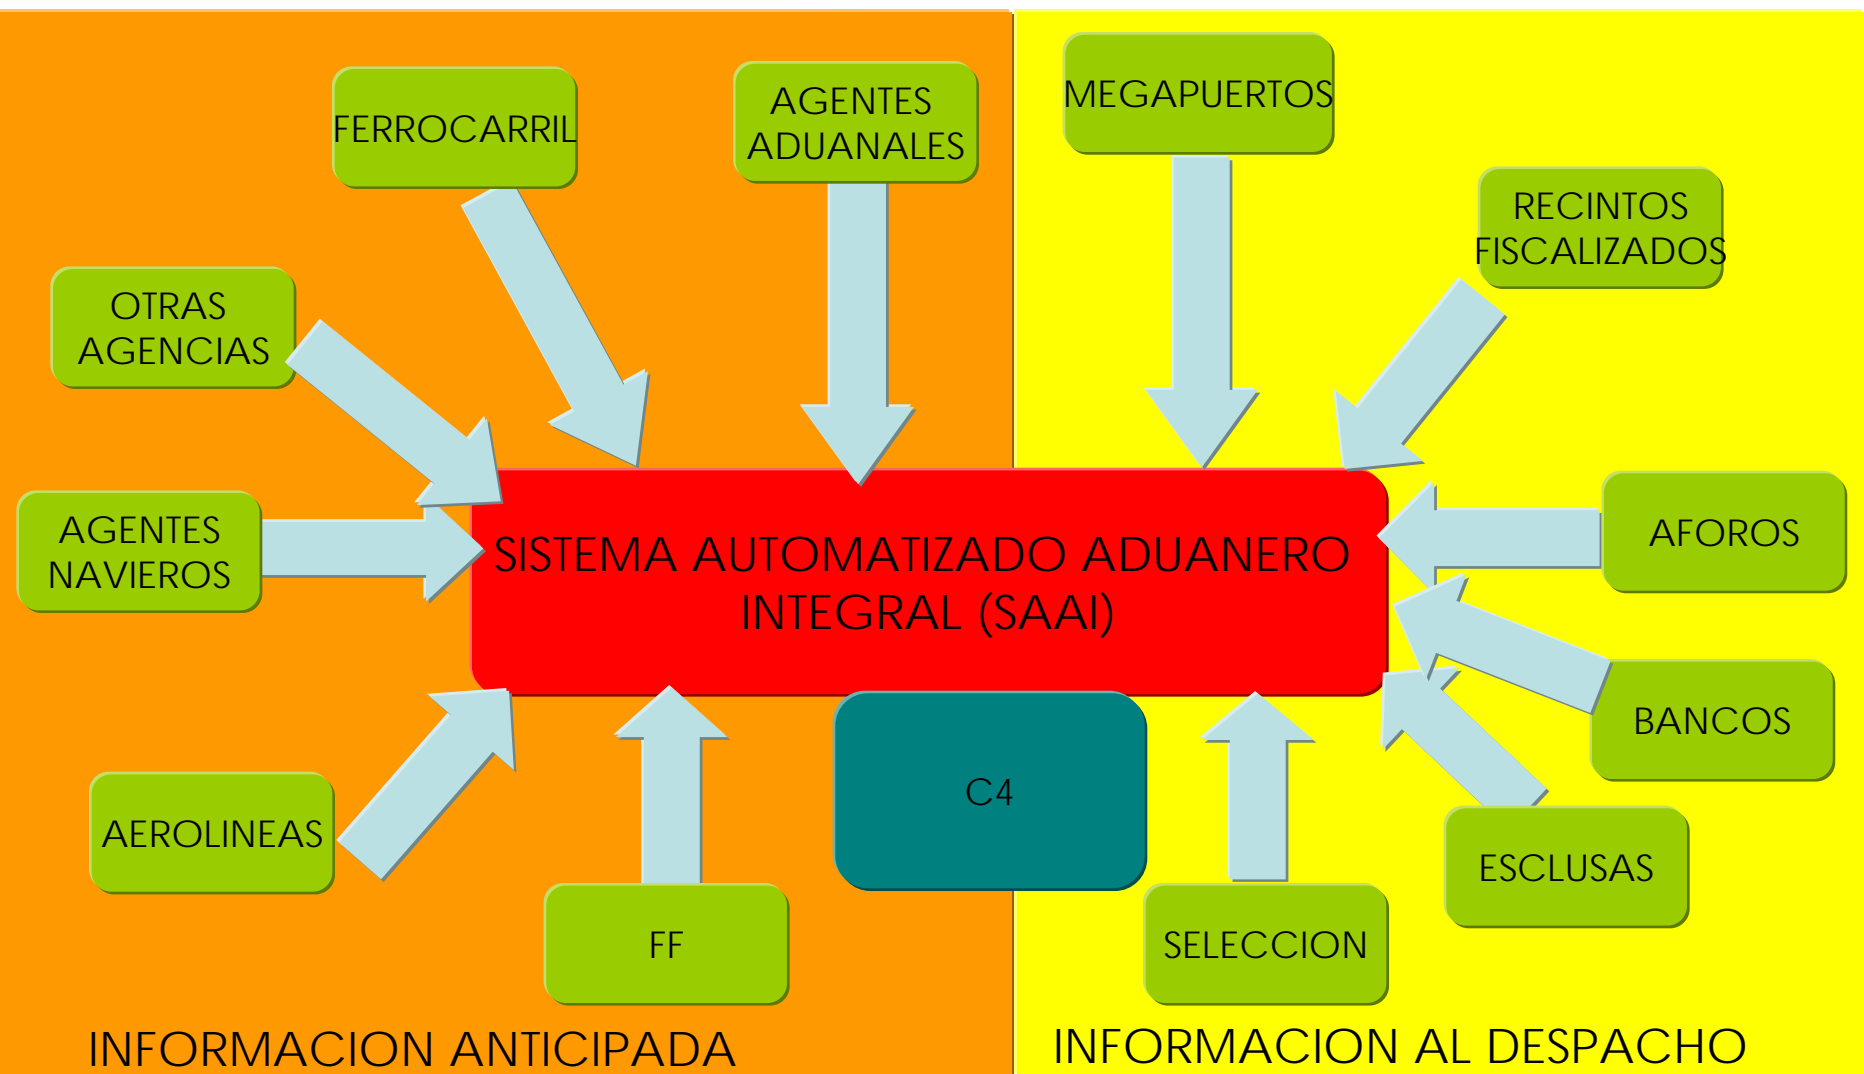 FERROCARRIL
AGENTES
ADUANALES
MEGAPUERTOS
RECINTOS
FISCALIZADOS
OTRAS
AGENCIAS
AGENTES
NAVIEROS
SISTEMA AUTOMATIZADO ADUANERO
INTEGRAL (SAAI)
AFOROS
BANCOS
C4
AEROLINEAS
ESCLUSAS
FF
SELECCION
INFORMACION ANTICIPADA
INFORMACION AL DESPACHO